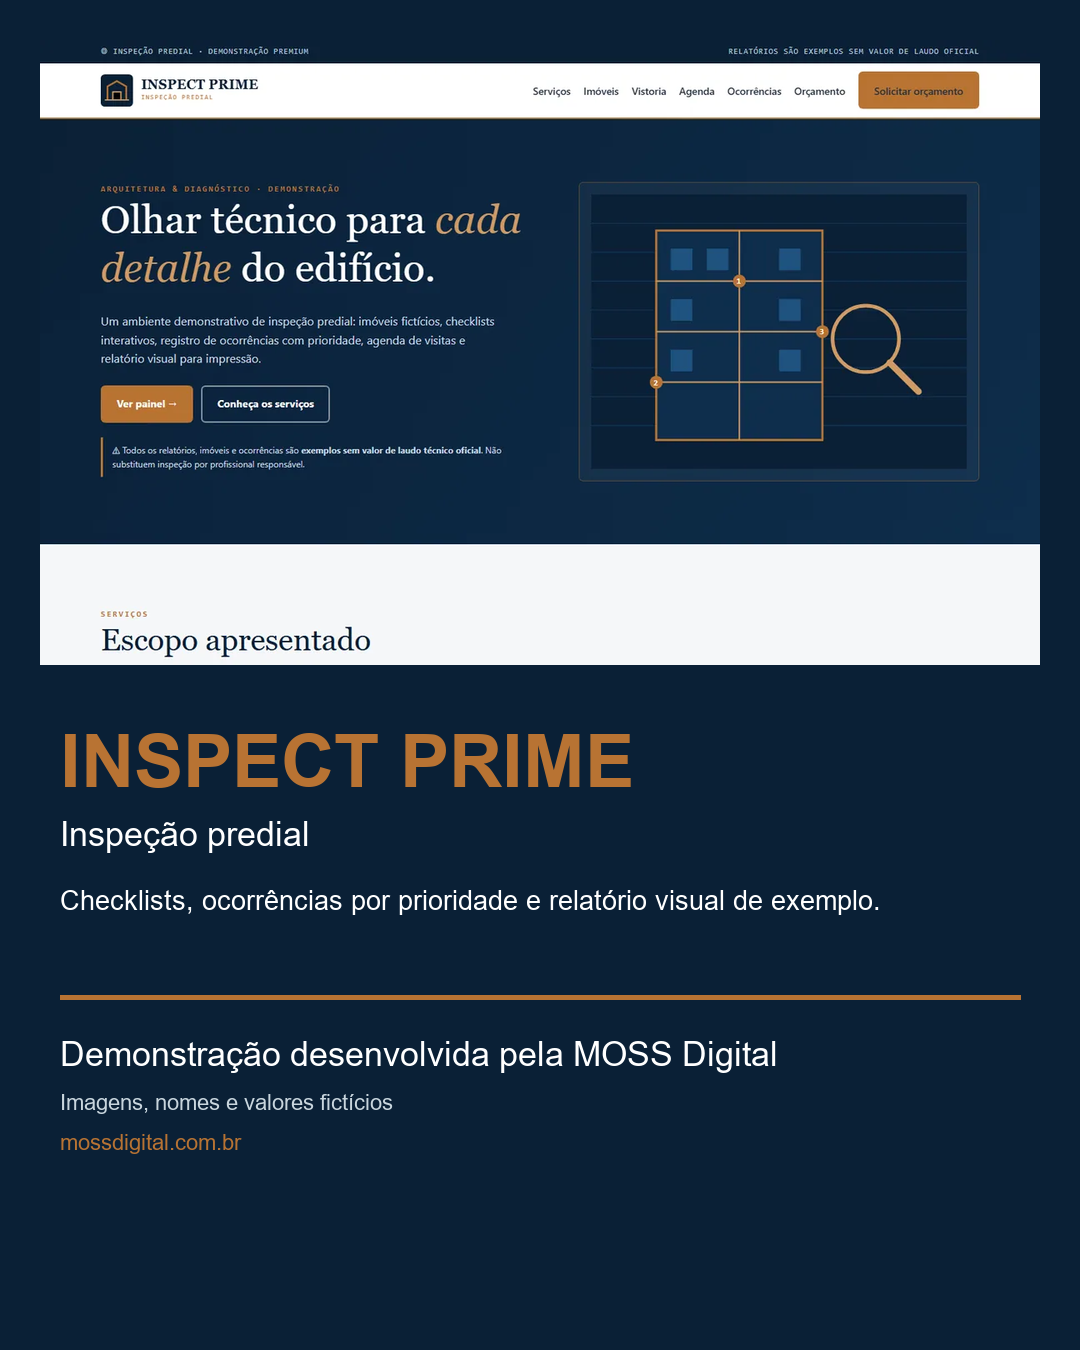 INSPEÇÃO PREDIAL · DEMONSTRAÇÃO PREMIUM
RELATÓRIOS SÃO EXEMPLOS SEM VALOR DE LAUDO OFICIAL
INSPECT PRIME
INSPEÇÃO PREDIAL
Serviços Imóveis Vistoria Agenda Ocorrências Orçamento Solicitar orçamento
ARQUITETURA & DIAGNÓSTICO · DEMONSTRAÇÃO
Olhar técnico para cada
detalhe do edifício.
Um ambiente demonstrativo de inspeção predial: imóveis fictícios, checklists
interativos, registro de ocorrências com prioridade, agenda de visitas e
relatório visual para impressão.
Ver painel → Conheça os serviços
⚠ Todos os relatórios, imóveis e ocorrências são exemplos sem valor de laudo técnico oficial. Não
substituem inspeção por profissional responsável.
1
3
2
SERVIÇOS
Escopo apresentado
INSPECT PRIME
Inspeção predial
Checklists, ocorrências por prioridade e relatório visual de exemplo.
Demonstração desenvolvida pela MOSS Digital
Imagens, nomes e valores fictícios
mossdigital.com.br